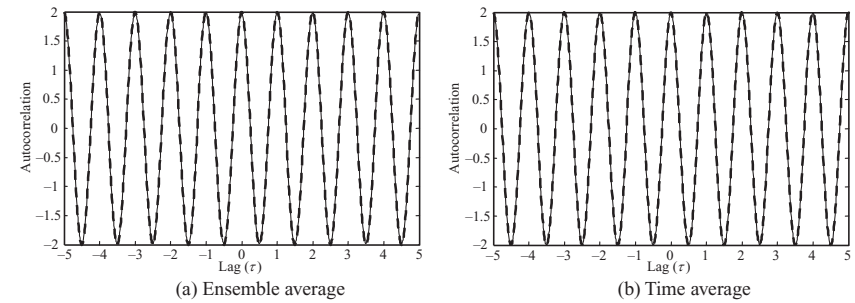 2
1.5
1
0.5
0
–0.5
–1
–1.5
–2
Autocorrelation
–5 –4 –3 –2 –1 0 1 2 3 4 5
Lag (τ)
(a) Ensemble average
2
1.5
1
0.5
0
–0.5
–1
–1.5
–2
Autocorrelation
–5 –4 –3 –2 –1 0 1 2 3 4 5
Lag (τ)
(b) Time average